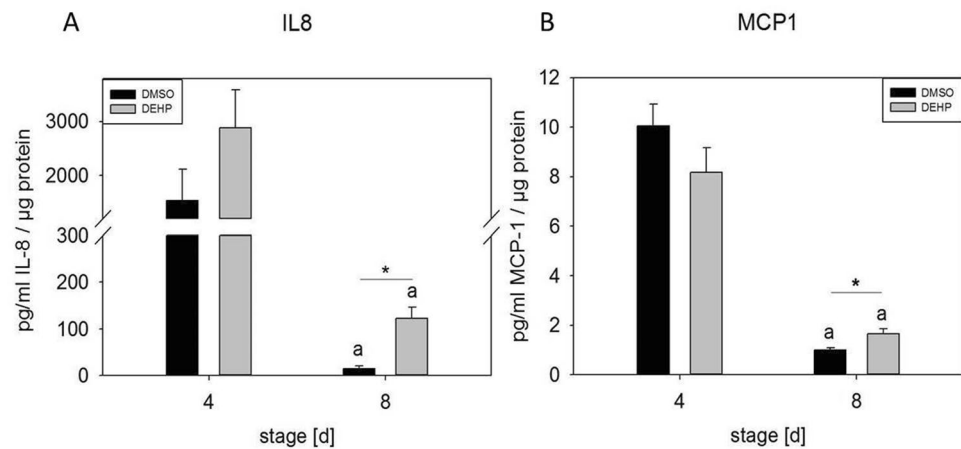 A
IL8
DMSO
DEHP
pg/ml IL-8 / µg protein
3000
2000
300
200
100
0
*
a
a
4
8
stage [d]
B
MCP1
DMSO
DEHP
pg/ml MCP-1 / µg protein
12
10
8
6
4
2
0
*
a
a
4
8
stage [d]